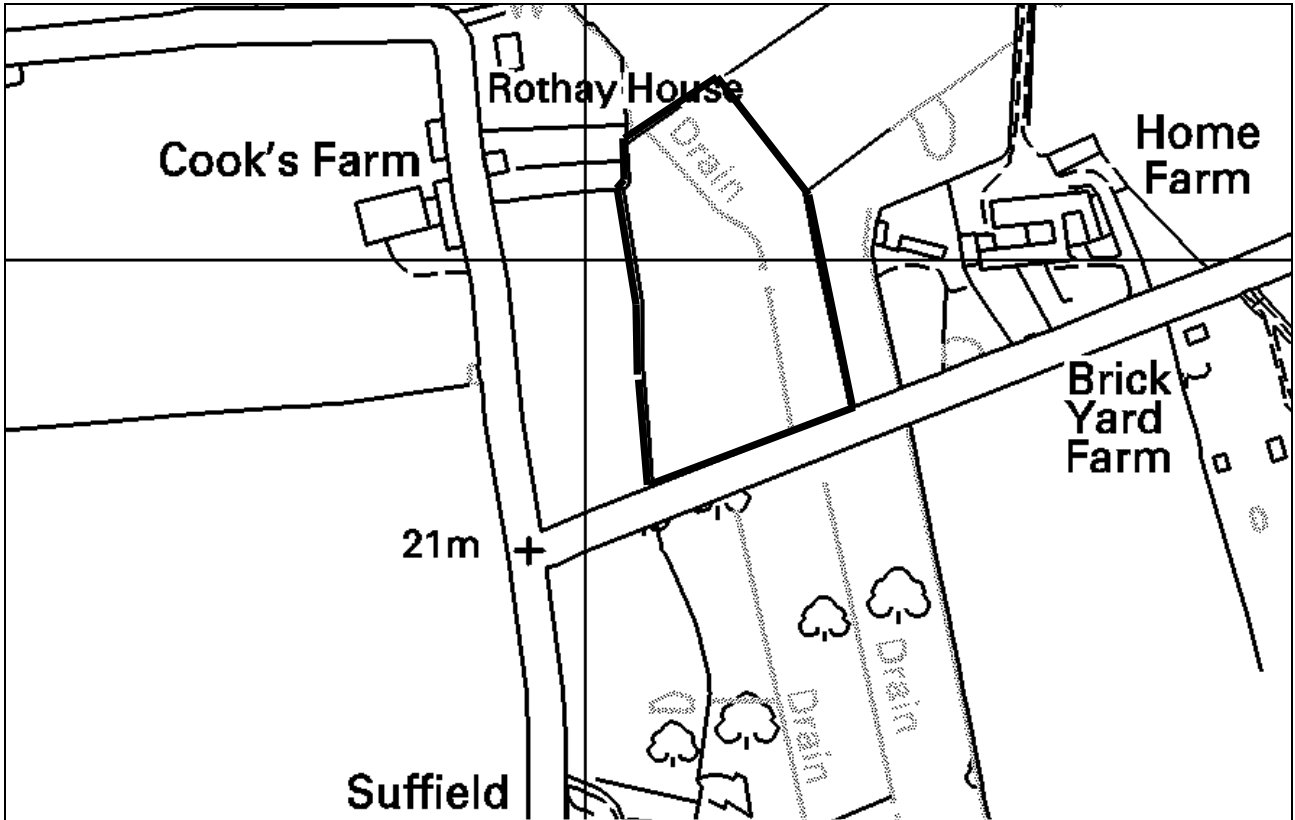 Rothay House
Drain
Cook's Farm
Home
Farm
Brick
Yard
Farm
21m
Drain
Drain
Suffield